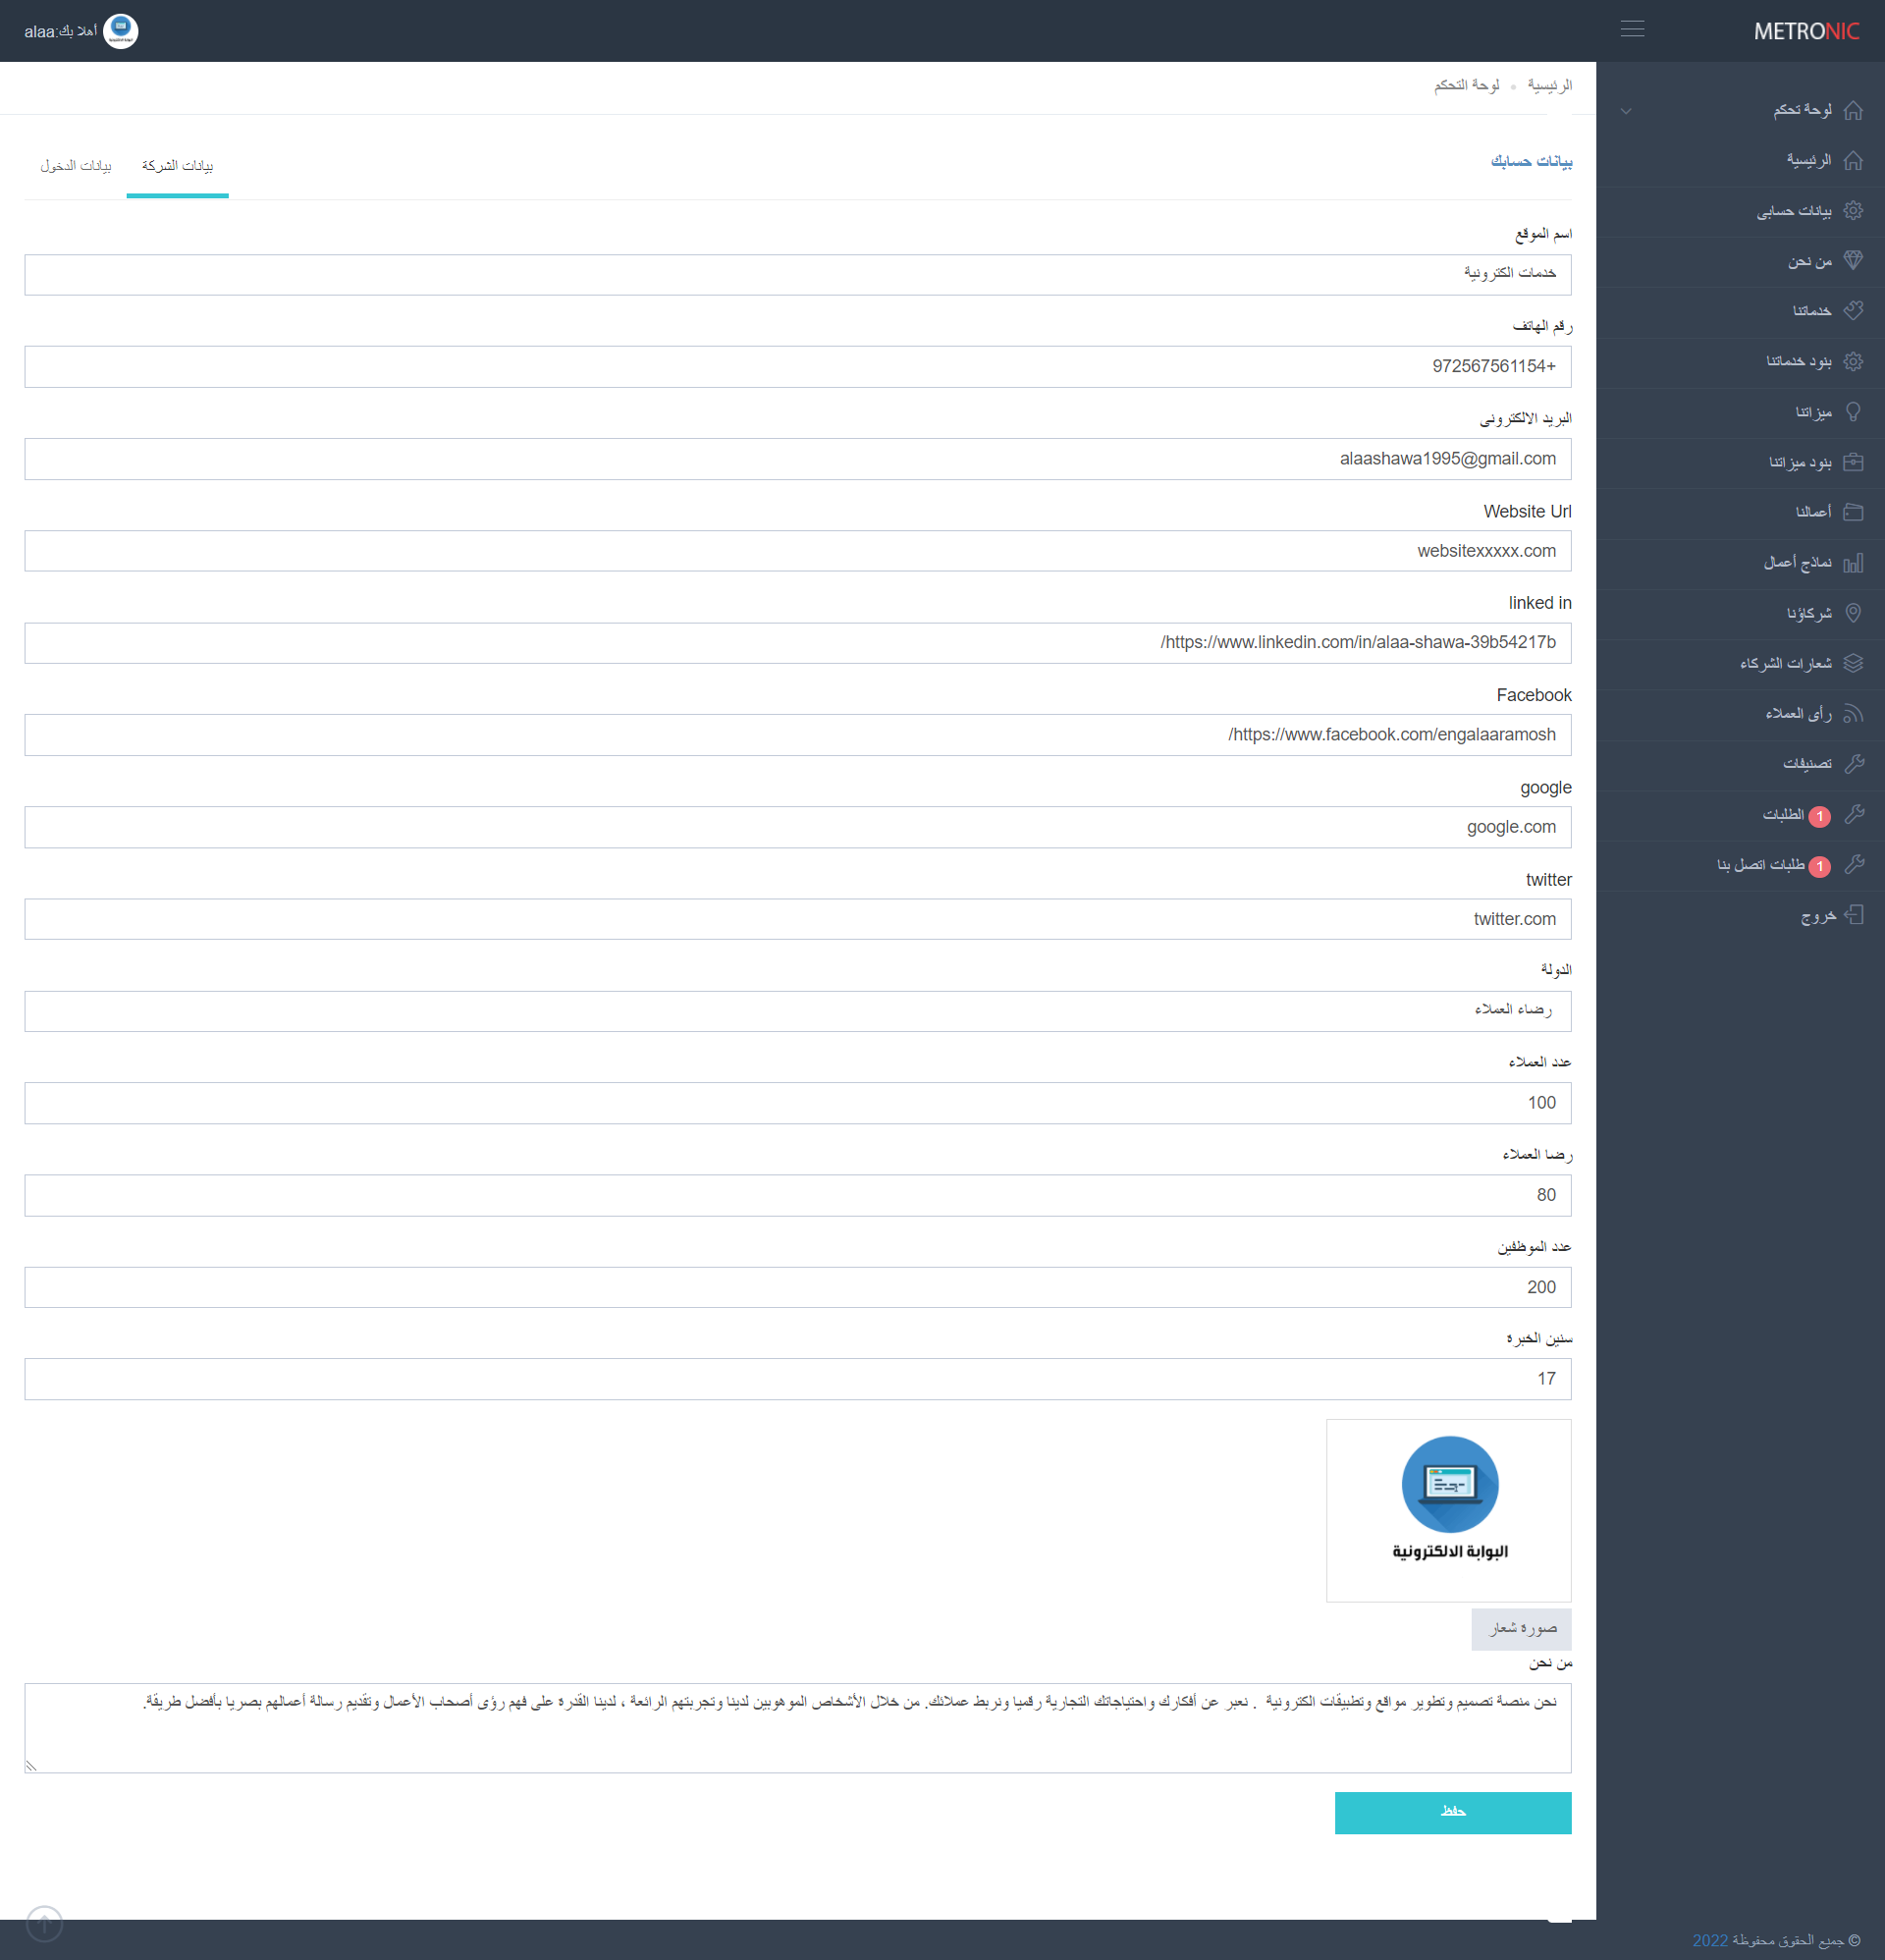 METRONIC
أهلا بك:alaa
لوحة تحكم
الرئيسية
بيانات حسابى
من نحن
خدماتنا
بنود خدماتنا
ميزاتنا
بنود ميزاتنا
أعمالنا
نماذج أعمال
شركاؤنا
شعارات الشركاء
رأى العملاء
تصنيفات
1 الطلبات
1 طلبات اتصل بنا
خروج
الرئيسية • لوحة التحكم
بيانات حسابك
بيانات الشركة
بيانات الدخول
اسم الموقع
خدمات الكترونية
رقم الهاتف
972567561154+
البريد الالكترونى
alaashawa1995@gmail.com
Website Url
websitexxxxx.com
linked in
/https://www.linkedin.com/in/alaa-shawa-39b54217b
Facebook
/https://www.facebook.com/engalaaramosh
google
google.com
twitter
twitter.com
الدولة
رضاء العملاء
عدد العملاء
100
رضا العملاء
80
عدد الموظفين
200
سنين الخبرة
17
البوابة الالكترونية
صورة شعار
من نحن
نحن منصة تصميم وتطوير مواقع وتطبيقات الكترونية . نعبر عن أفكارك واحتياجاتك التجارية رقميا ونربط عملائك. من خلال الأشخاص الموهوبين لدينا وتجربتهم الرائعة ، لدينا القدرة على فهم رؤى أصحاب الأعمال وتقديم رسالة أعمالهم بصريا بأفضل طريقة.
حفظ
© جميع الحقوق محفوظة 2022